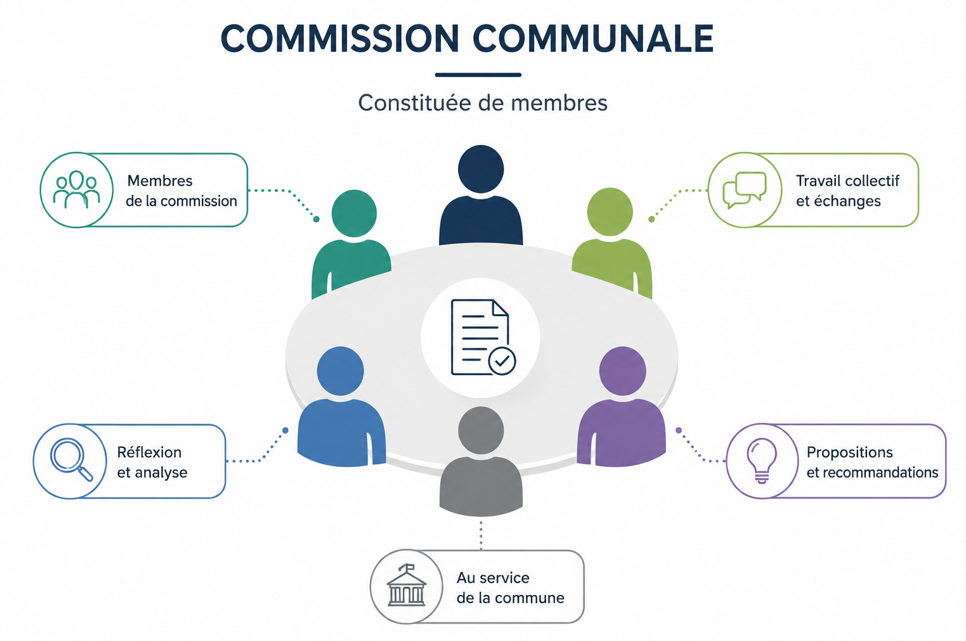 COMMISSION COMMUNALE
Constituée de membres
Membres
de la commission
Travail collectif
et échanges
Réflexion
et analyse
Propositions
et recommandations
Au service
de la commune